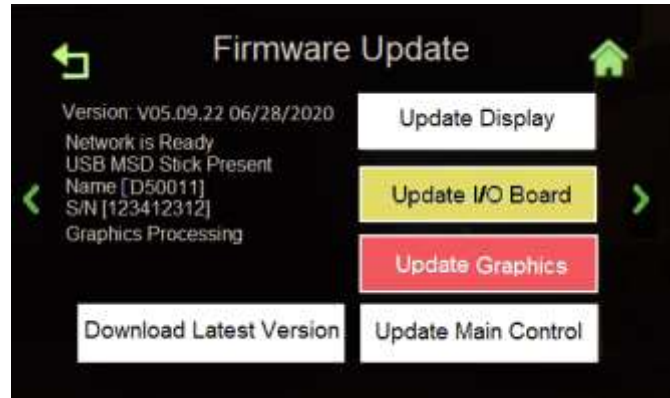 Firmware Update
Version: V05.09.22 06/28/2020
Network is Ready
USB MSD Stick Present
Name [D50011]
S/N [123412312]
Graphics Processing
Update Display
Update I/O Board
Update Graphics
Download Latest Version
Update Main Control